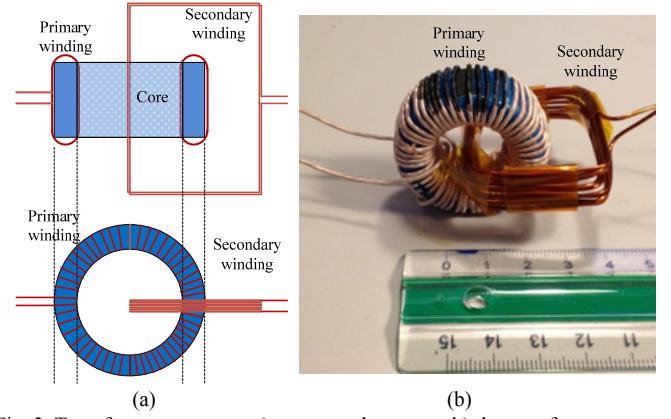 Primary
winding
Secondary
winding
Core
Primary
winding
Secondary
winding
(a)
Primary
winding
Secondary
winding
0 1 2 3 4 5
15 14 13 12 11
(b)